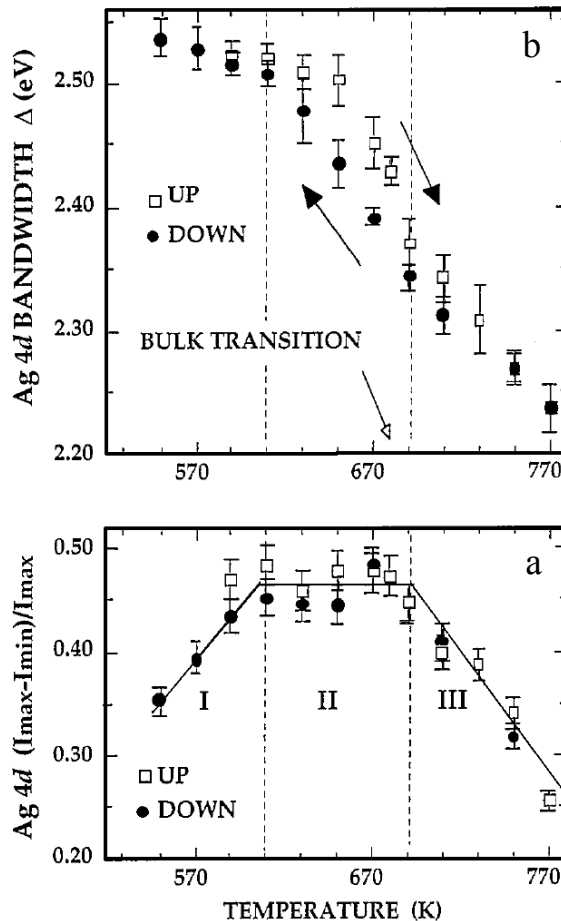 b
2.50
2.40
2.30
2.20
Ag 4d BANDWIDTH Δ (eV)
UP
DOWN
BULK TRANSITION
570
670
770
a
0.50
0.40
0.30
0.20
Ag 4d (Imax-Imin)/Imax
I
II
III
UP
DOWN
570
670
770
TEMPERATURE (K)